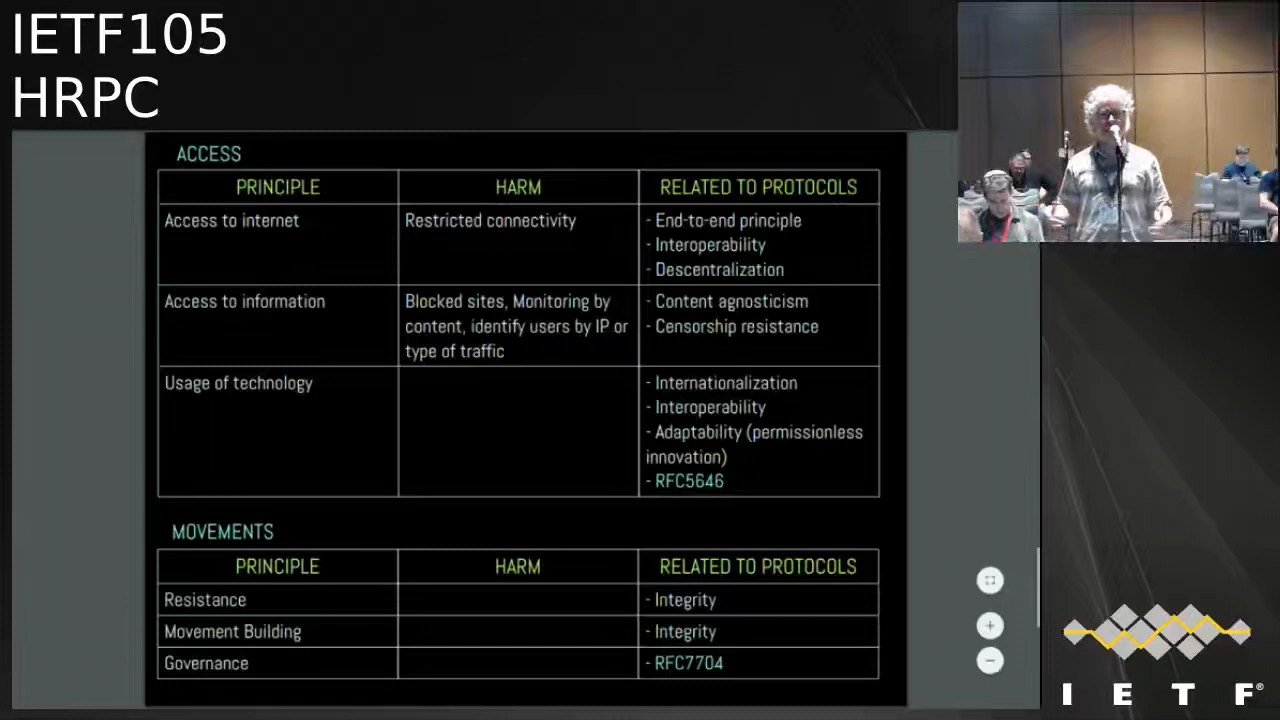 IETF105
HRPC
ACCESS
PRINCIPLE HARM RELATED TO PROTOCOLS
Access to internet Restricted connectivity - End-to-end principle
- Interoperability
- Descentralization
Access to information Blocked sites, Monitoring by - Content agnosticism
content, identify users by IP or - Censorship resistance
type of traffic
Usage of technology - Internationalization
- Interoperability
- Adaptability (permissionless
innovation)
- RFC5646
MOVEMENTS
PRINCIPLE HARM RELATED TO PROTOCOLS
Resistance - Integrity
Movement Building - Integrity
Governance - RFC7704
I E T F®